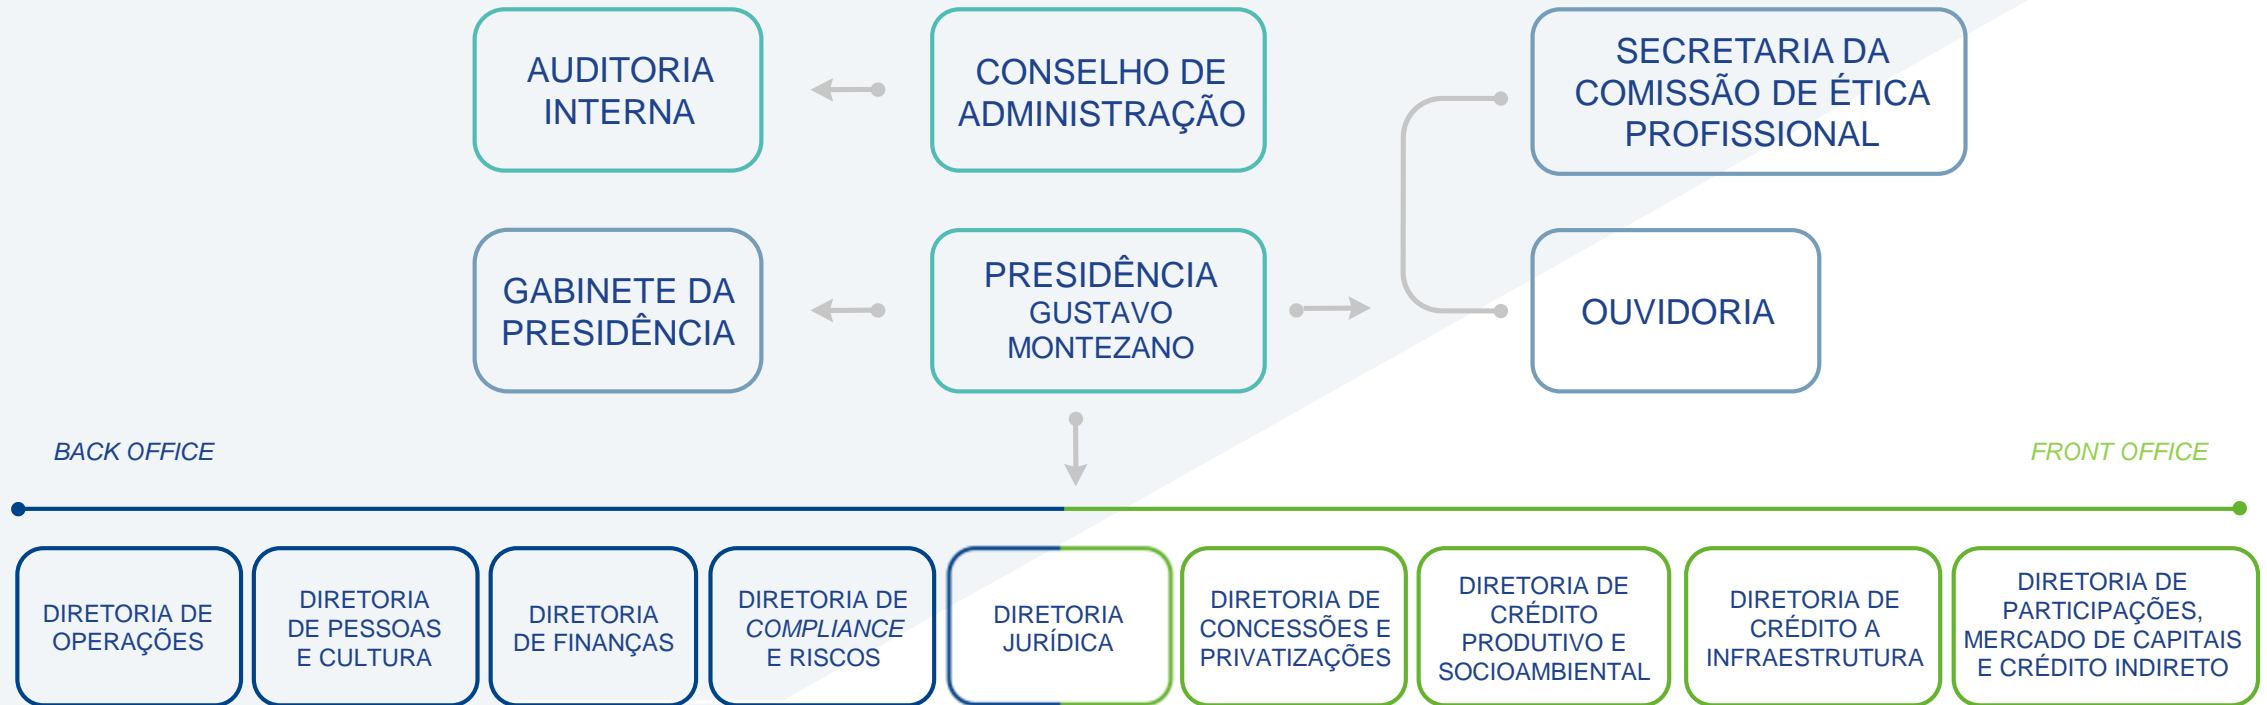 AUDITORIA
INTERNA
CONSELHO DE
ADMINISTRAÇÃO
SECRETARIA DA
COMISSÃO DE ÉTICA
PROFISSIONAL
GABINETE DA
PRESIDÊNCIA
PRESIDÊNCIA
GUSTAVO
MONTEZANO
OUVIDORIA
BACK OFFICE
FRONT OFFICE
DIRETORIA DE
OPERAÇÕES
DIRETORIA
DE PESSOAS
E CULTURA
DIRETORIA
DE FINANÇAS
DIRETORIA DE
COMPLIANCE
E RISCOS
DIRETORIA
JURÍDICA
DIRETORIA DE
CONCESSÕES E
PRIVATIZAÇÕES
DIRETORIA DE
CRÉDITO
PRODUTIVO E
SOCIOAMBIENTAL
DIRETORIA DE
CRÉDITO A
INFRAESTRUTURA
DIRETORIA DE
PARTICIPAÇÕES,
MERCADO DE CAPITAIS
E CRÉDITO INDIRETO